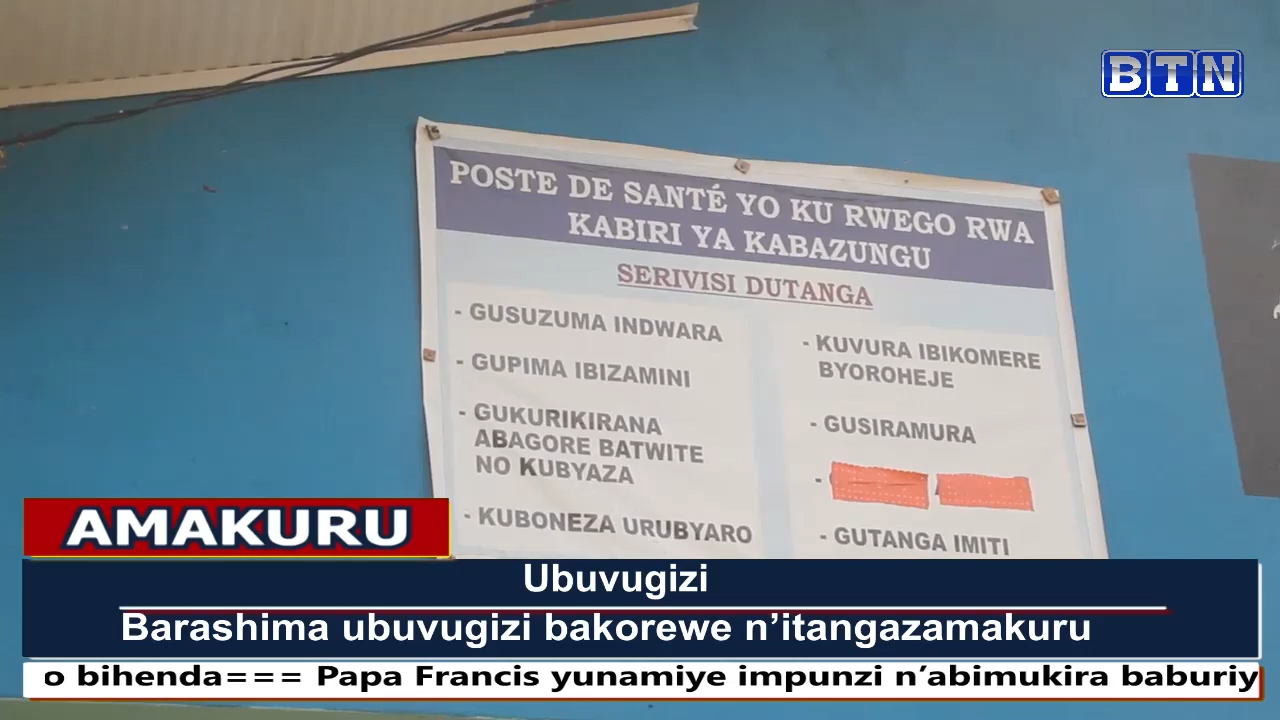 BTN
POSTE DE SANTÉ YO KU RWEGO RWA
KABIRI YA KABAZUNGU
SERIVISI DUTANGA
- GUSUZUMA INDWARA
- GUPIMA IBIZAMINI
- GUKURIKIRANA
ABAGORE BATWITE
NO KUBYAZA
- KUBONEZA URUBYARO
- KUVURA IBIKOMERE
BYOROHEJE
- GUSIRAMURA
-
- GUTANGA IMITI
AMAKURU
Ubuvugizi
Barashima ubuvugizi bakorewe n’itangazamakuru
o bihenda=== Papa Francis yunamiye impunzi n’abimukira baburiy